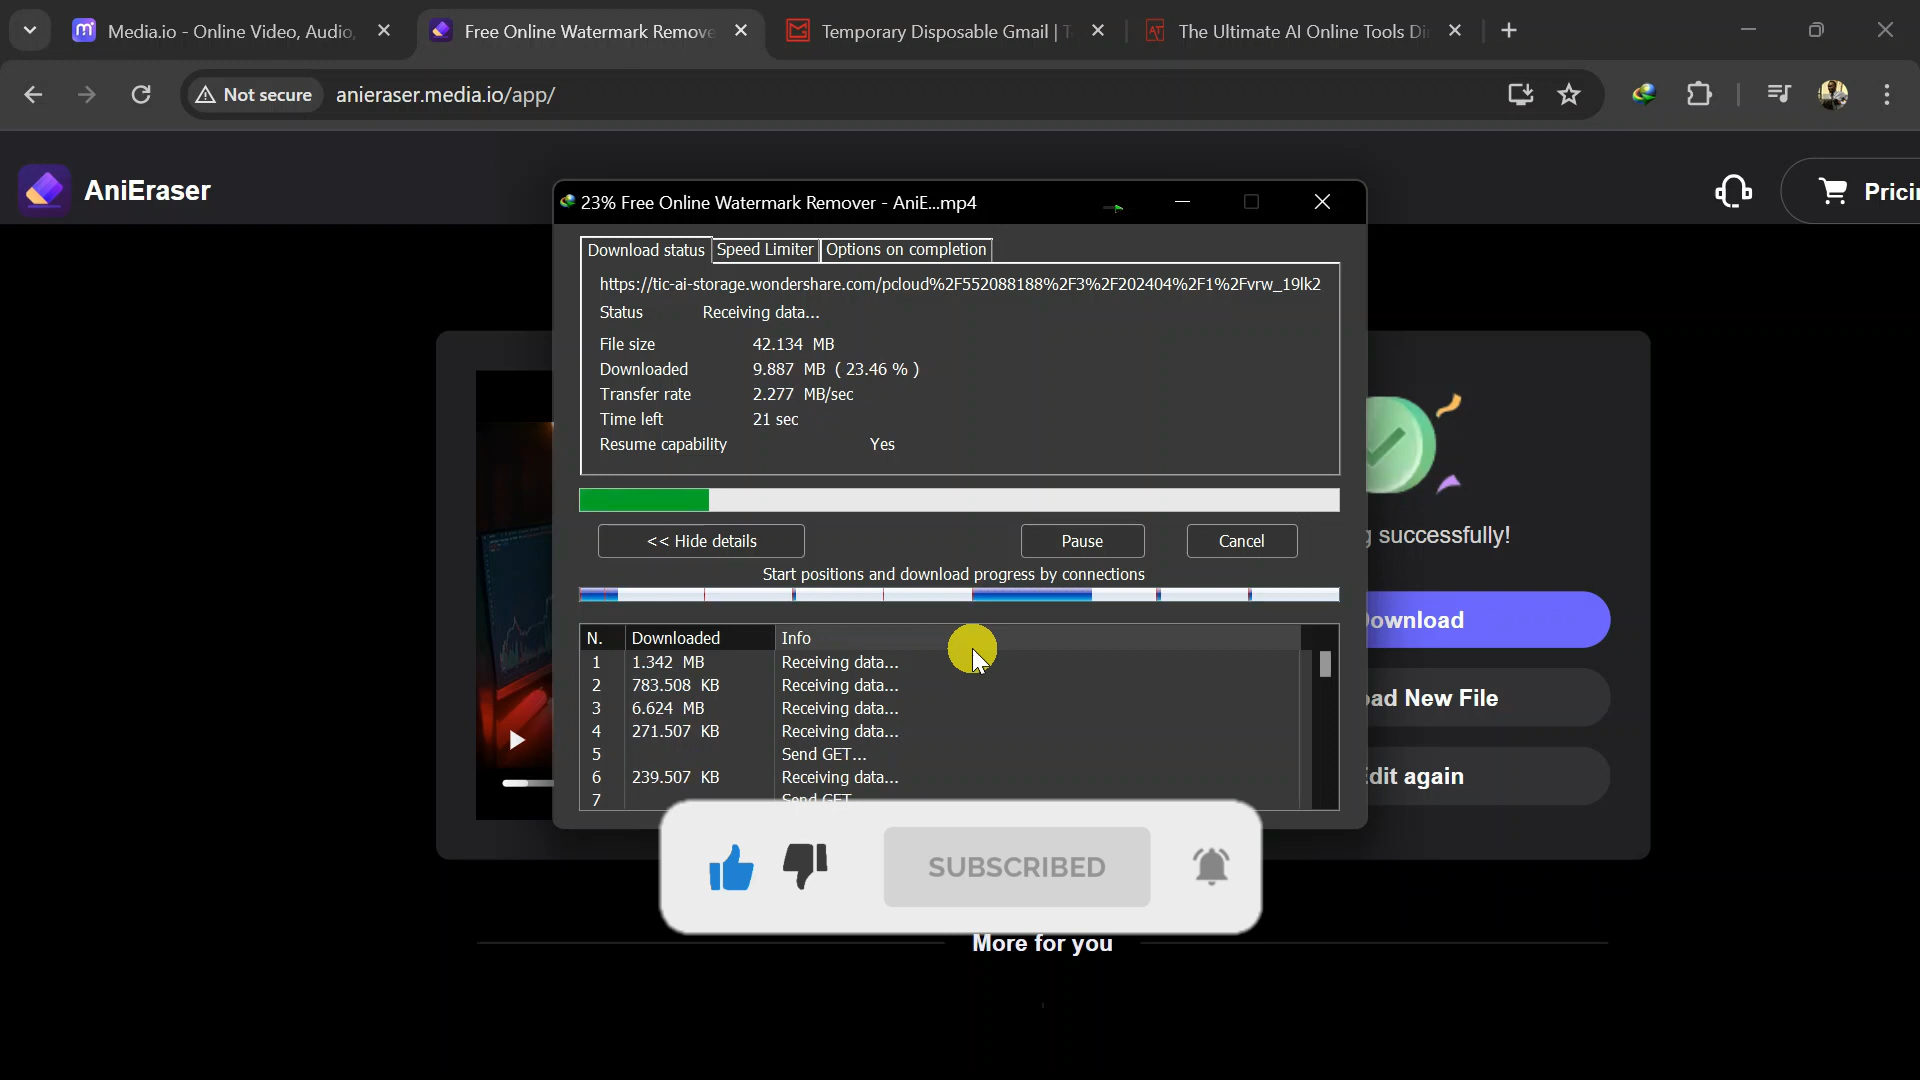 Media.io - Online Video, Audio,
Free Online Watermark Remove
Temporary Disposable Gmail | T
The Ultimate AI Online Tools Di
Not secure
anieraser.media.io/app/
AniEraser
Pricin
23% Free Online Watermark Remover - AniE...mp4
Download status
Speed Limiter
Options on completion
https://tic-ai-storage.wondershare.com/pcloud%2F552088188%2F3%2F202404%2F1%2Fvrw_19lk2
Status Receiving data...
File size 42.134 MB
Downloaded 9.887 MB ( 23.46 % )
Transfer rate 2.277 MB/sec
Time left 21 sec
Resume capability Yes
<< Hide details
Pause
Cancel
Start positions and download progress by connections
N. Downloaded Info
1 1.342 MB Receiving data...
2 783.508 KB Receiving data...
3 6.624 MB Receiving data...
4 271.507 KB Receiving data...
5 Send GET...
6 239.507 KB Receiving data...
7 Send GET
g successfully!
ownload
ad New File
dit again
SUBSCRIBED
More for you